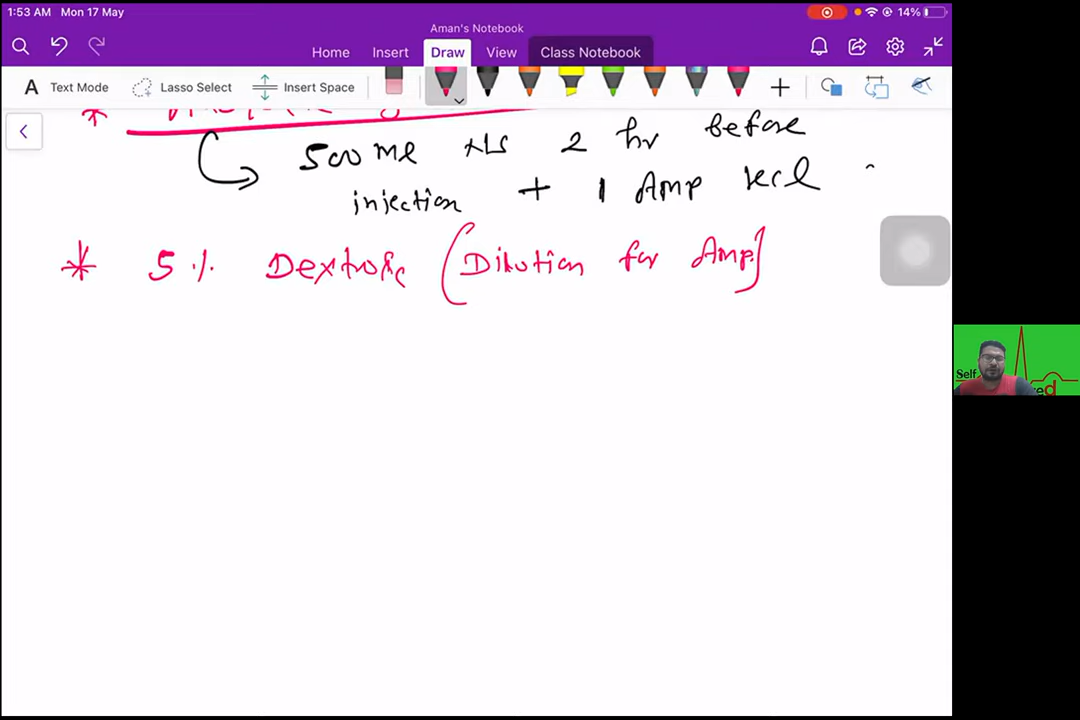 1:53 AM Mon 17 May
14%
Aman's Notebook
Home Insert Draw View Class Notebook
A Text Mode Lasso Select Insert Space
500 ml NS 2 hr before
injection + 1 Amp kcl
* 5 % Dextrose (Dilution for Amp)
Self